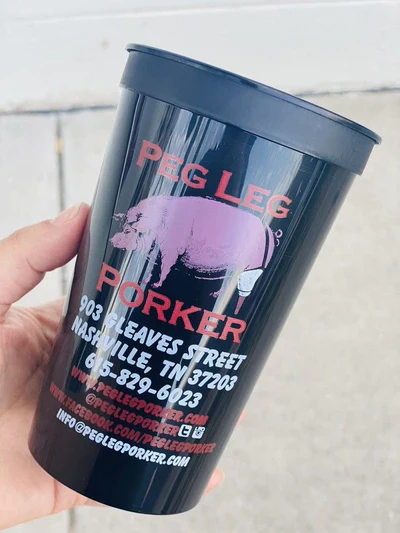 PEG LEG
PORKER
903 GLEAVES STREET
NASHVILLE, TN 37203
615-829-6023
WWW.PEGLEGPORKER.COM
@PEGLEGPORKER
WWW.FACEBOOK.COM/PEGLEGPORKER
INFO@PEGLEGPORKER.COM